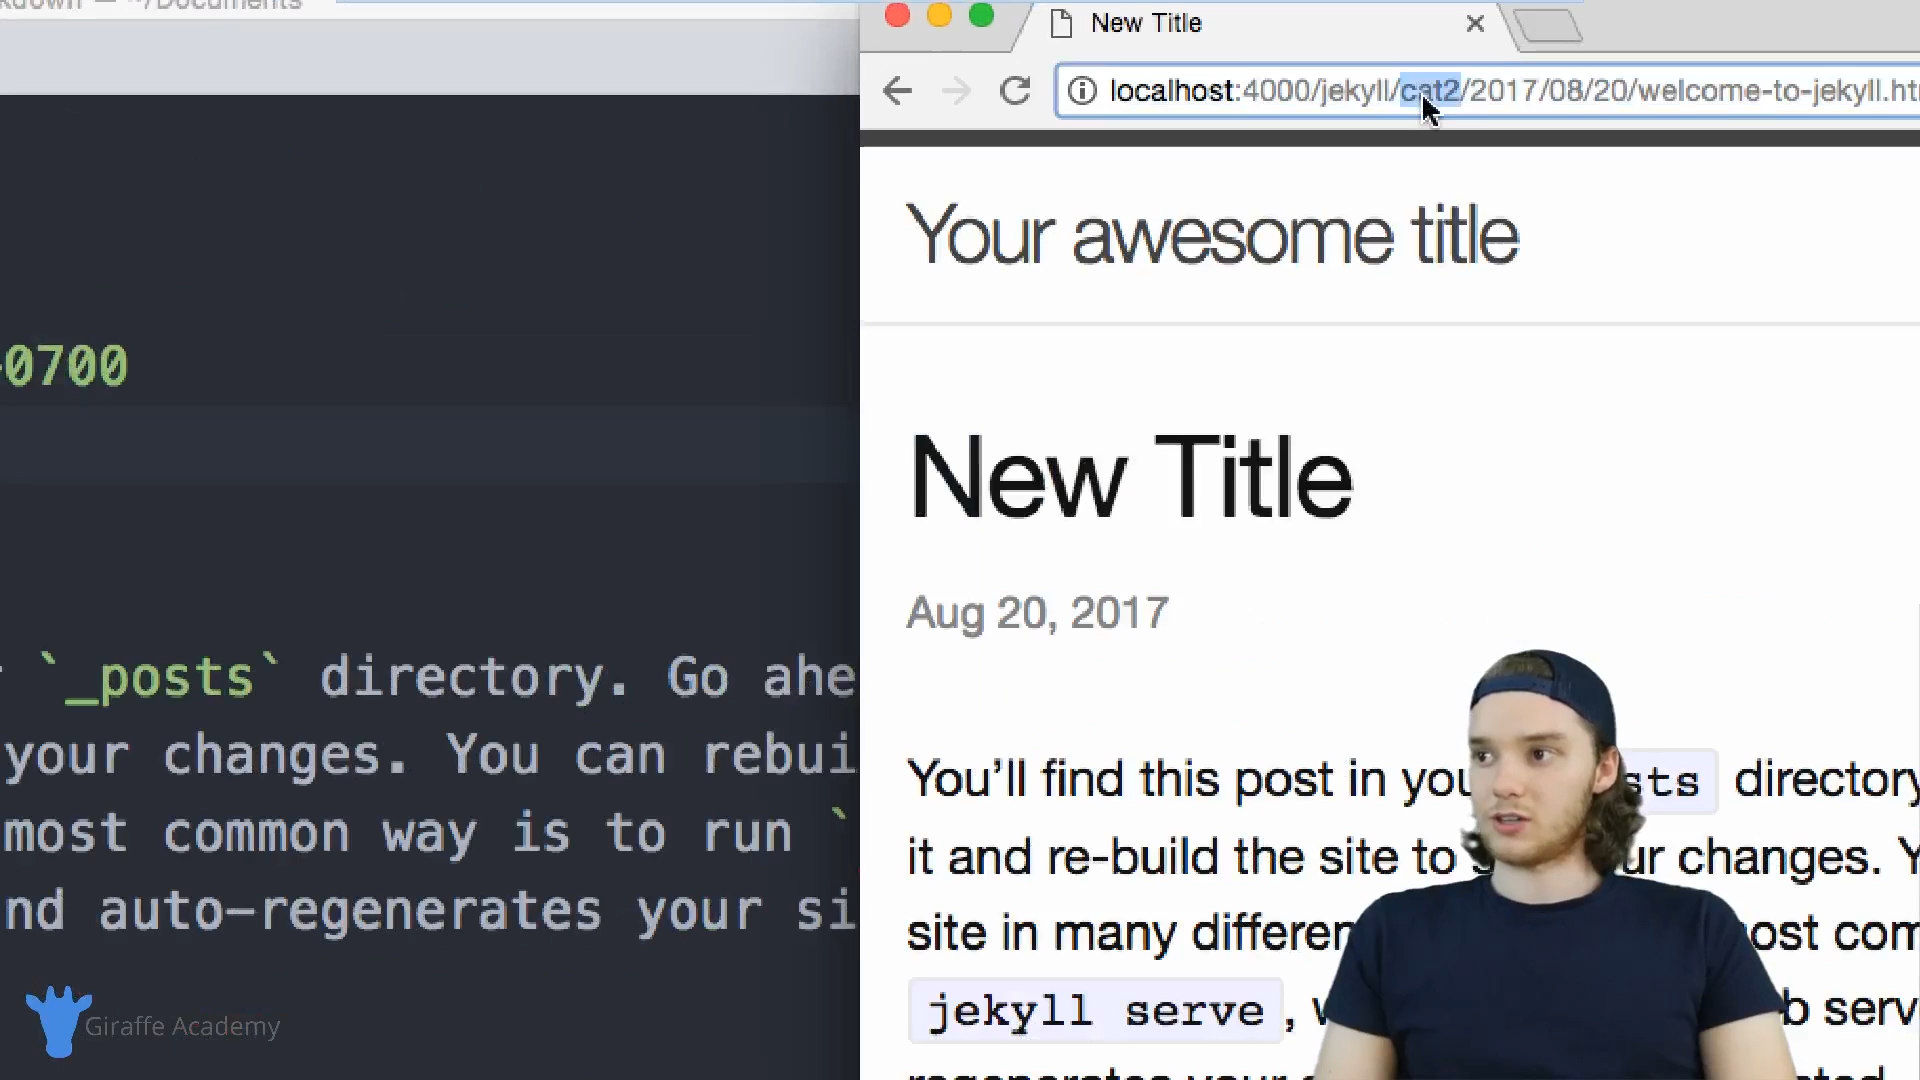 ~/Documents
New Title
localhost:4000/jekyll/cat2/2017/08/20/welcome-to-jekyll.ht
Your awesome title
0700
New Title
Aug 20, 2017
`_posts` directory. Go ahe
your changes. You can rebui
most common way is to run `
nd auto-regenerates your si
You’ll find this post in you sts directory
it and re-build the site to ur changes. Y
site in many differen ost com
jekyll serve, b serv
Giraffe Academy